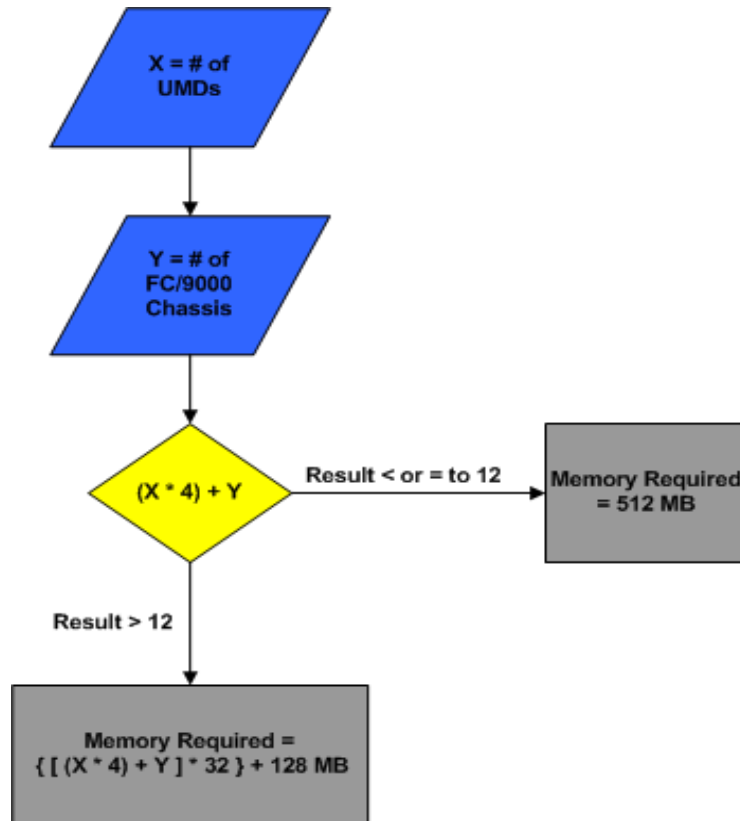 X = # of
UMDs
Y = # of
FC/9000
Chassis
(X * 4) + Y
Result < or = to 12
Memory Required
= 512 MB
Result > 12
Memory Required =
{ [ (X * 4) + Y ] * 32 } + 128 MB